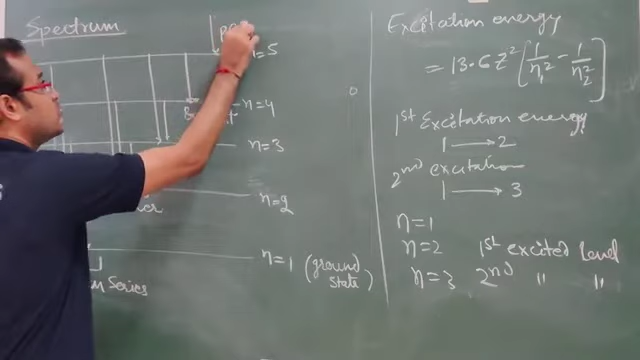 Spectrum
n=5
n=4
n=3
n=2
n=1 (ground State)
Series
Excitation energy
= 13.6 Z² [1/n₁² - 1/n₂²]
1st Excitation energy
1 → 2
2nd excitation
1 → 3
n=1
n=2 1st excited Level
n=3 2nd " "